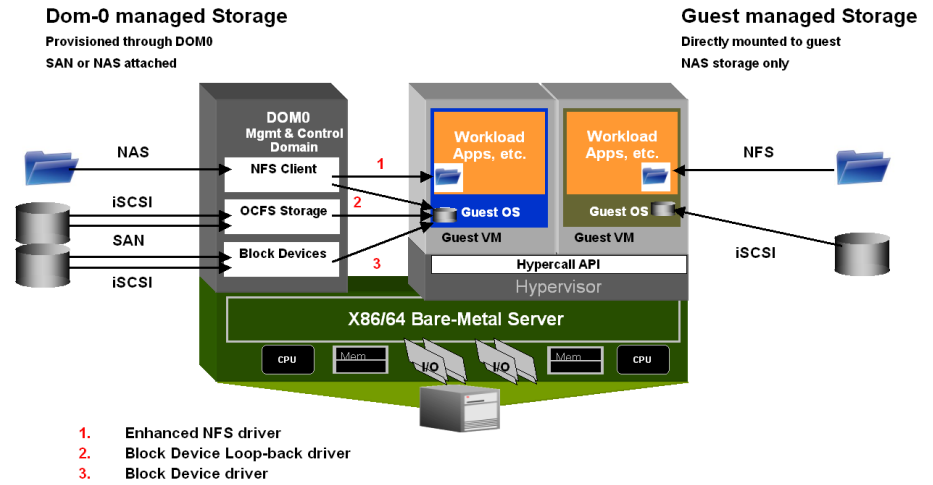 Dom-0 managed Storage
Provisioned through DOM0
SAN or NAS attached
Guest managed Storage
Directly mounted to guest
NAS storage only
DOM0
Mgmt & Control
Domain
NFS Client
OCFS Storage
Block Devices
NAS
iSCSI
SAN
iSCSI
1
2
3
Workload
Apps, etc.
Guest OS
Guest VM
Workload
Apps, etc.
Guest OS
Guest VM
NFS
iSCSI
Hypercall API
Hypervisor
X86/64 Bare-Metal Server
CPU
Mem
I/O
I/O
Mem
CPU
1. Enhanced NFS driver
2. Block Device Loop-back driver
3. Block Device driver